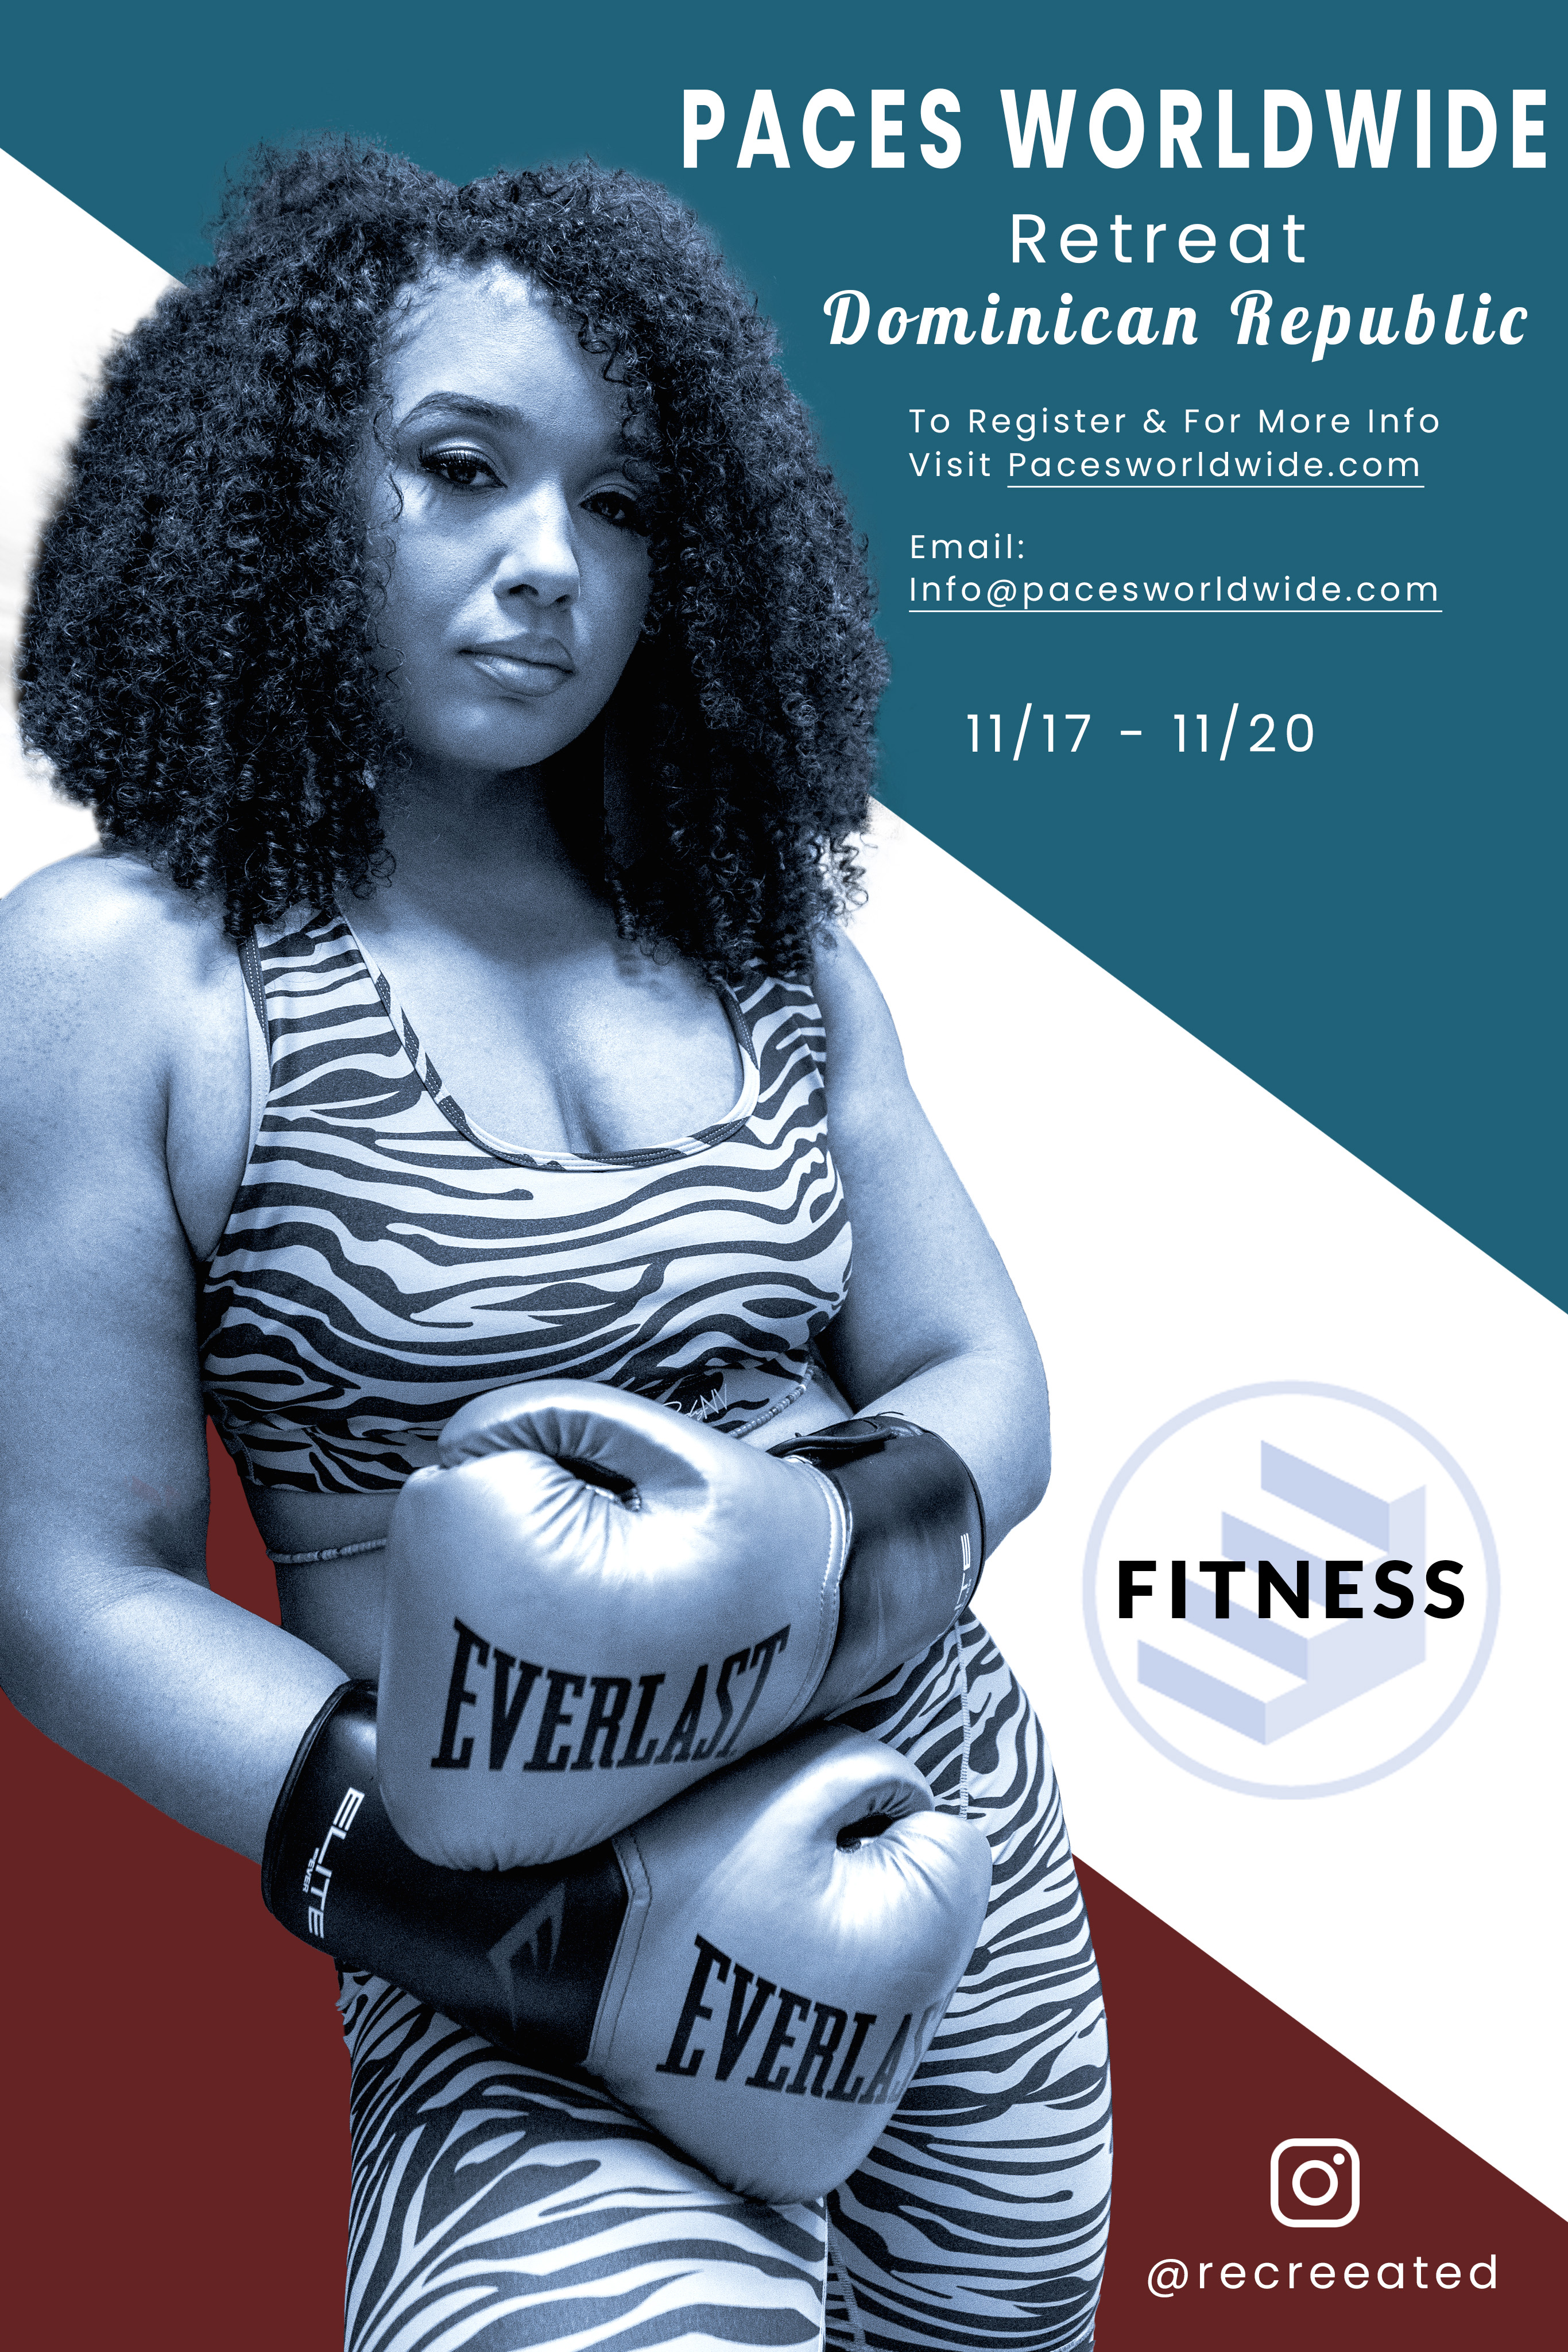 PACES WORLDWIDE
Retreat
Dominican Republic
To Register & For More Info
Visit Pacesworldwide.com
Email:
Info@pacesworldwide.com
11/17 - 11/20
FITNESS
EVERLAST
ELITE
EVERLAS
@recreeated